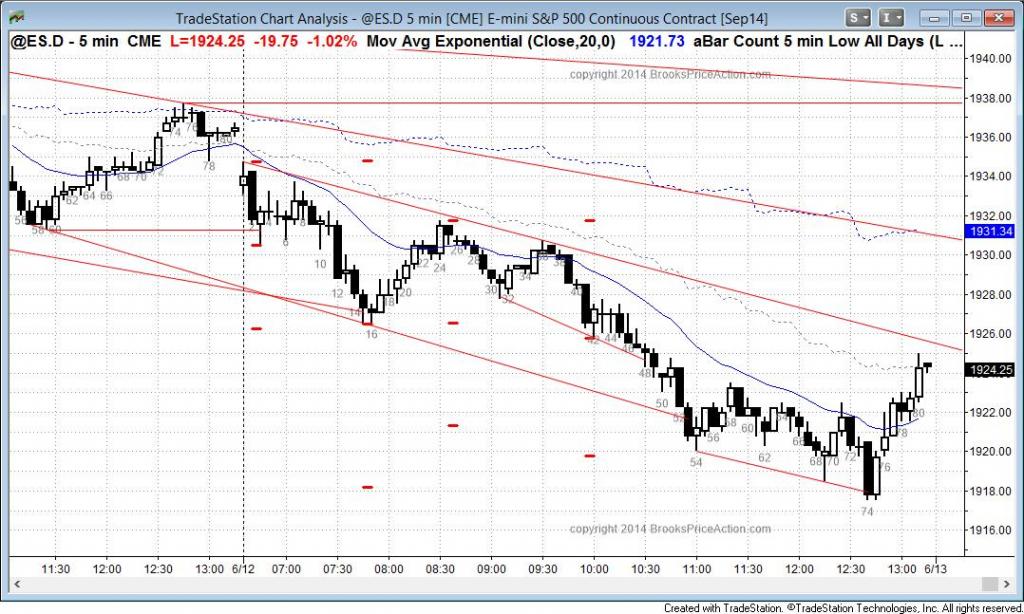 TradeStation Chart Analysis - @ES.D 5 min [CME] E-mini S&P 500 Continuous Contract [Sep14]
S
I
@ES.D - 5 min CME L=1924.25 -19.75 -1.02% Mov Avg Exponential (Close,20,0) 1921.73 aBar Count 5 min Low All Days (L ...
copyright 2014 BrooksPriceAction.com
1940.00
1938.00
1936.00
1934.00
1932.00
1931.34
1930.00
1928.00
1926.00
1924.25
1922.00
1920.00
1918.00
1916.00
58 60 62 64 66 68 70 72 74 76 78 80
4 6 10 12 14 16 18 20 22 24 26 28 30 32 34 36 38 40 42 44 46 48 50 52 54 56 58 60 62 64 66 68 70 72 74 76 78 80
copyright 2014 BrooksPriceAction.com
11:30 12:00 12:30 13:00 6/12 07:00 07:30 08:00 08:30 09:00 09:30 10:00 10:30 11:00 11:30 12:00 12:30 13:00 6/13
Created with TradeStation. ©TradeStation Technologies, Inc. All rights reserved.